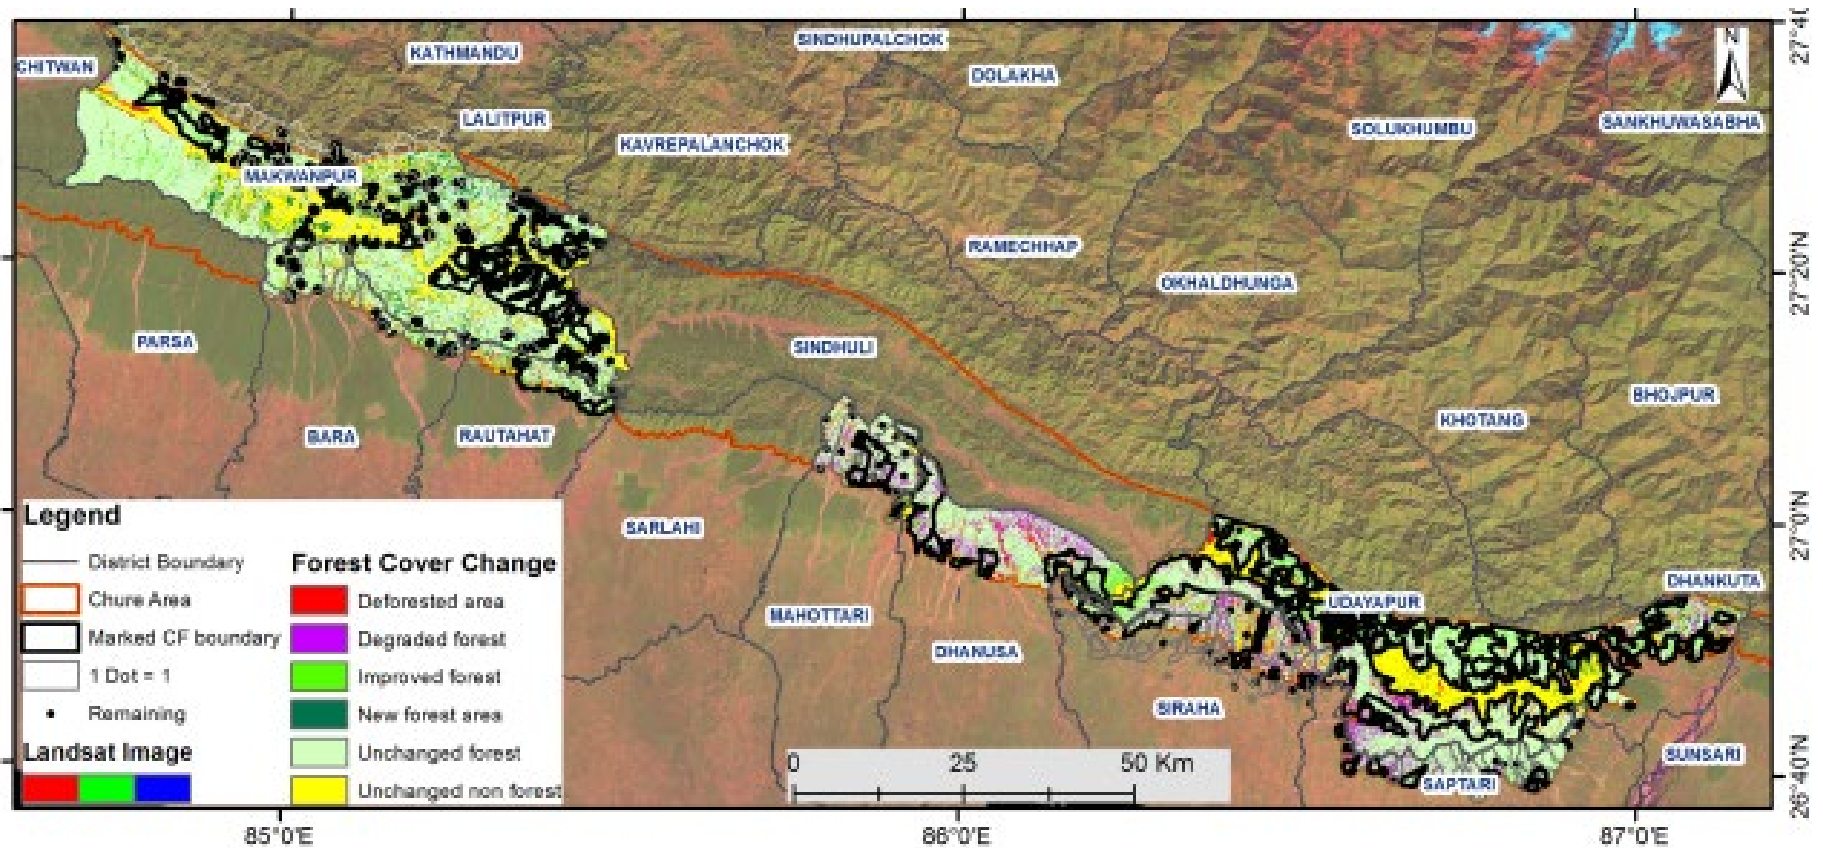 27°40
N
CHITWAN
KATHMANDU
SINDHUPALCHOK
DOLAKHA
LALITPUR
KAVREPALANCHOK
SOLUKHUMBU
SANKHUWASABHA
MAKWANPUR
RAMECHHAP
OKHALDHUNGA
27°20'N
PARSA
SINDHULI
BHOJPUR
KHOTANG
BARA
RAUTAHAT
SARLAHI
27°0'N
MAHOTTARI
DHANUSA
UDAYAPUR
DHANKUTA
SIRAHA
SAPTARI
SUNSARI
26°40'N
Legend
District Boundary
Chure Area
Marked CF boundary
1 Dot = 1
Remaining
Landsat Image
Forest Cover Change
Deforested area
Degraded forest
Improved forest
New forest area
Unchanged forest
Unchanged non forest
0 25 50 Km
85°0'E 86°0'E 87°0'E